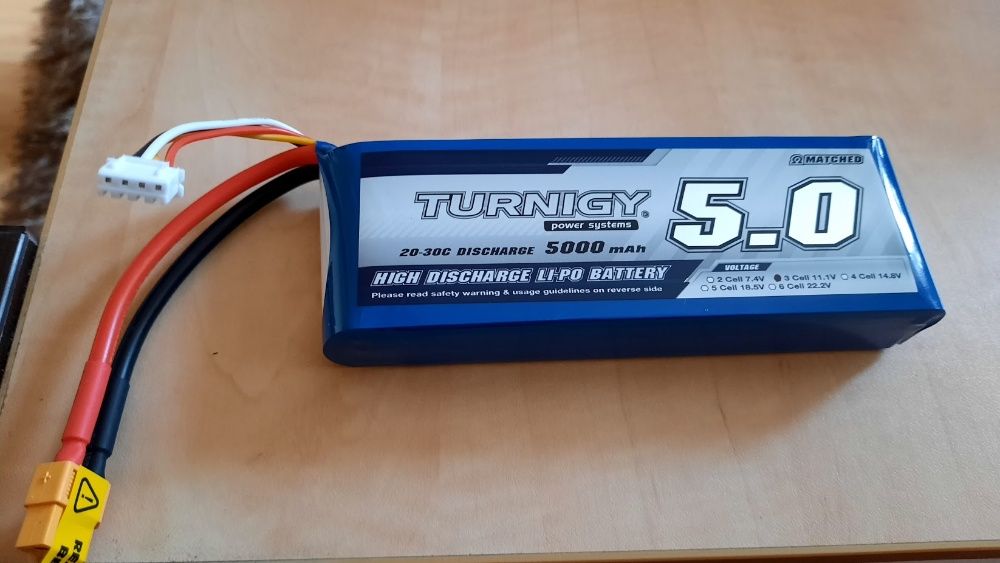 MATCHED
TURNIGY®
power systems
5.0
20-30C DISCHARGE 5000 mAh
HIGH DISCHARGE LI-PO BATTERY
Please read safety warning & usage guidelines on reverse side
VOLTAGE
2 Cell 7.4V 3 Cell 11.1V 4 Cell 14.8V
5 Cell 18.5V 6 Cell 22.2V